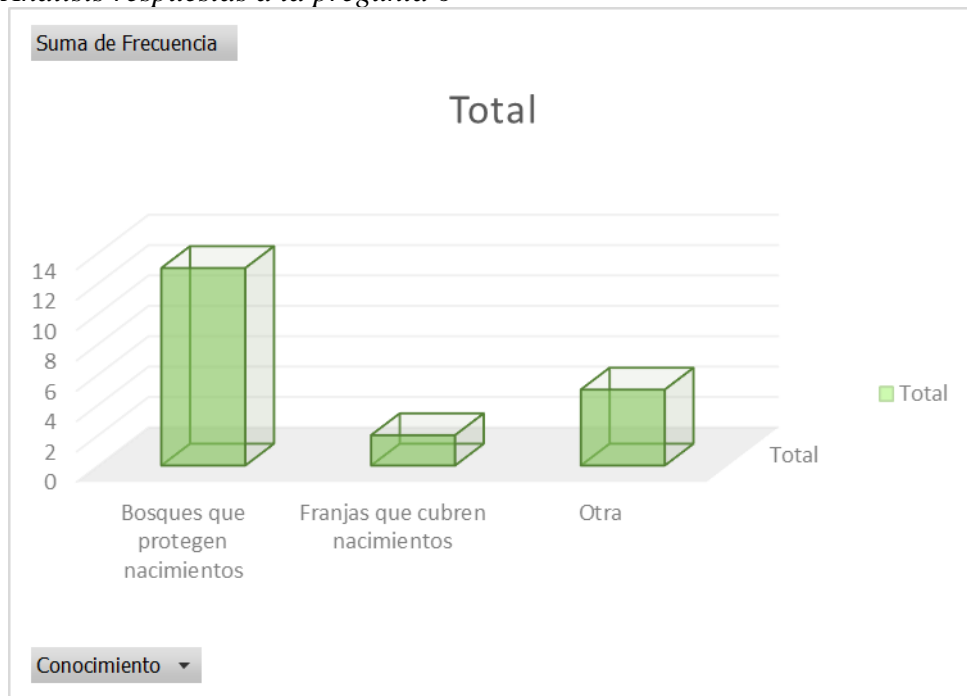 Análisis respuestas a la pregunta 6
Suma de Frecuencia
Total
14
12
10
8
6
4
2
0
Total
Total
Bosques que
protegen
nacimientos
Franjas que cubren
nacimientos
Otra
Conocimiento